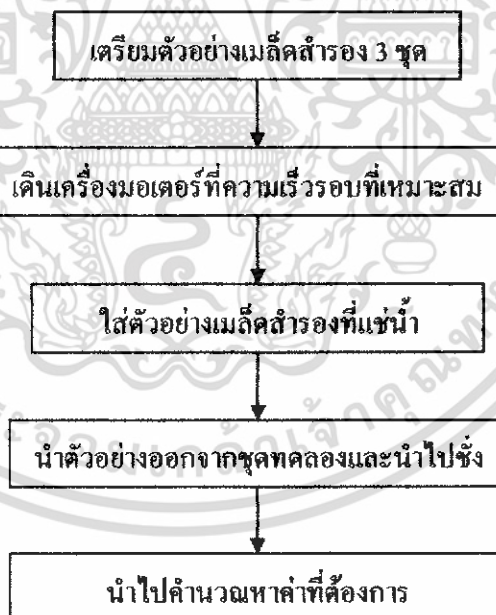 เตรียมตัวอย่างเมล็ดสำรอง 3 ชุด
เดินเครื่องมอเตอร์ที่ความเร็วรอบที่เหมาะสม
ใส่ตัวอย่างเมล็ดสำรองที่แช่น้ำ
นำตัวอย่างออกจากชุดทดลองและนำไปชั่ง
นำไปคำนวณหาค่าที่ต้องการ